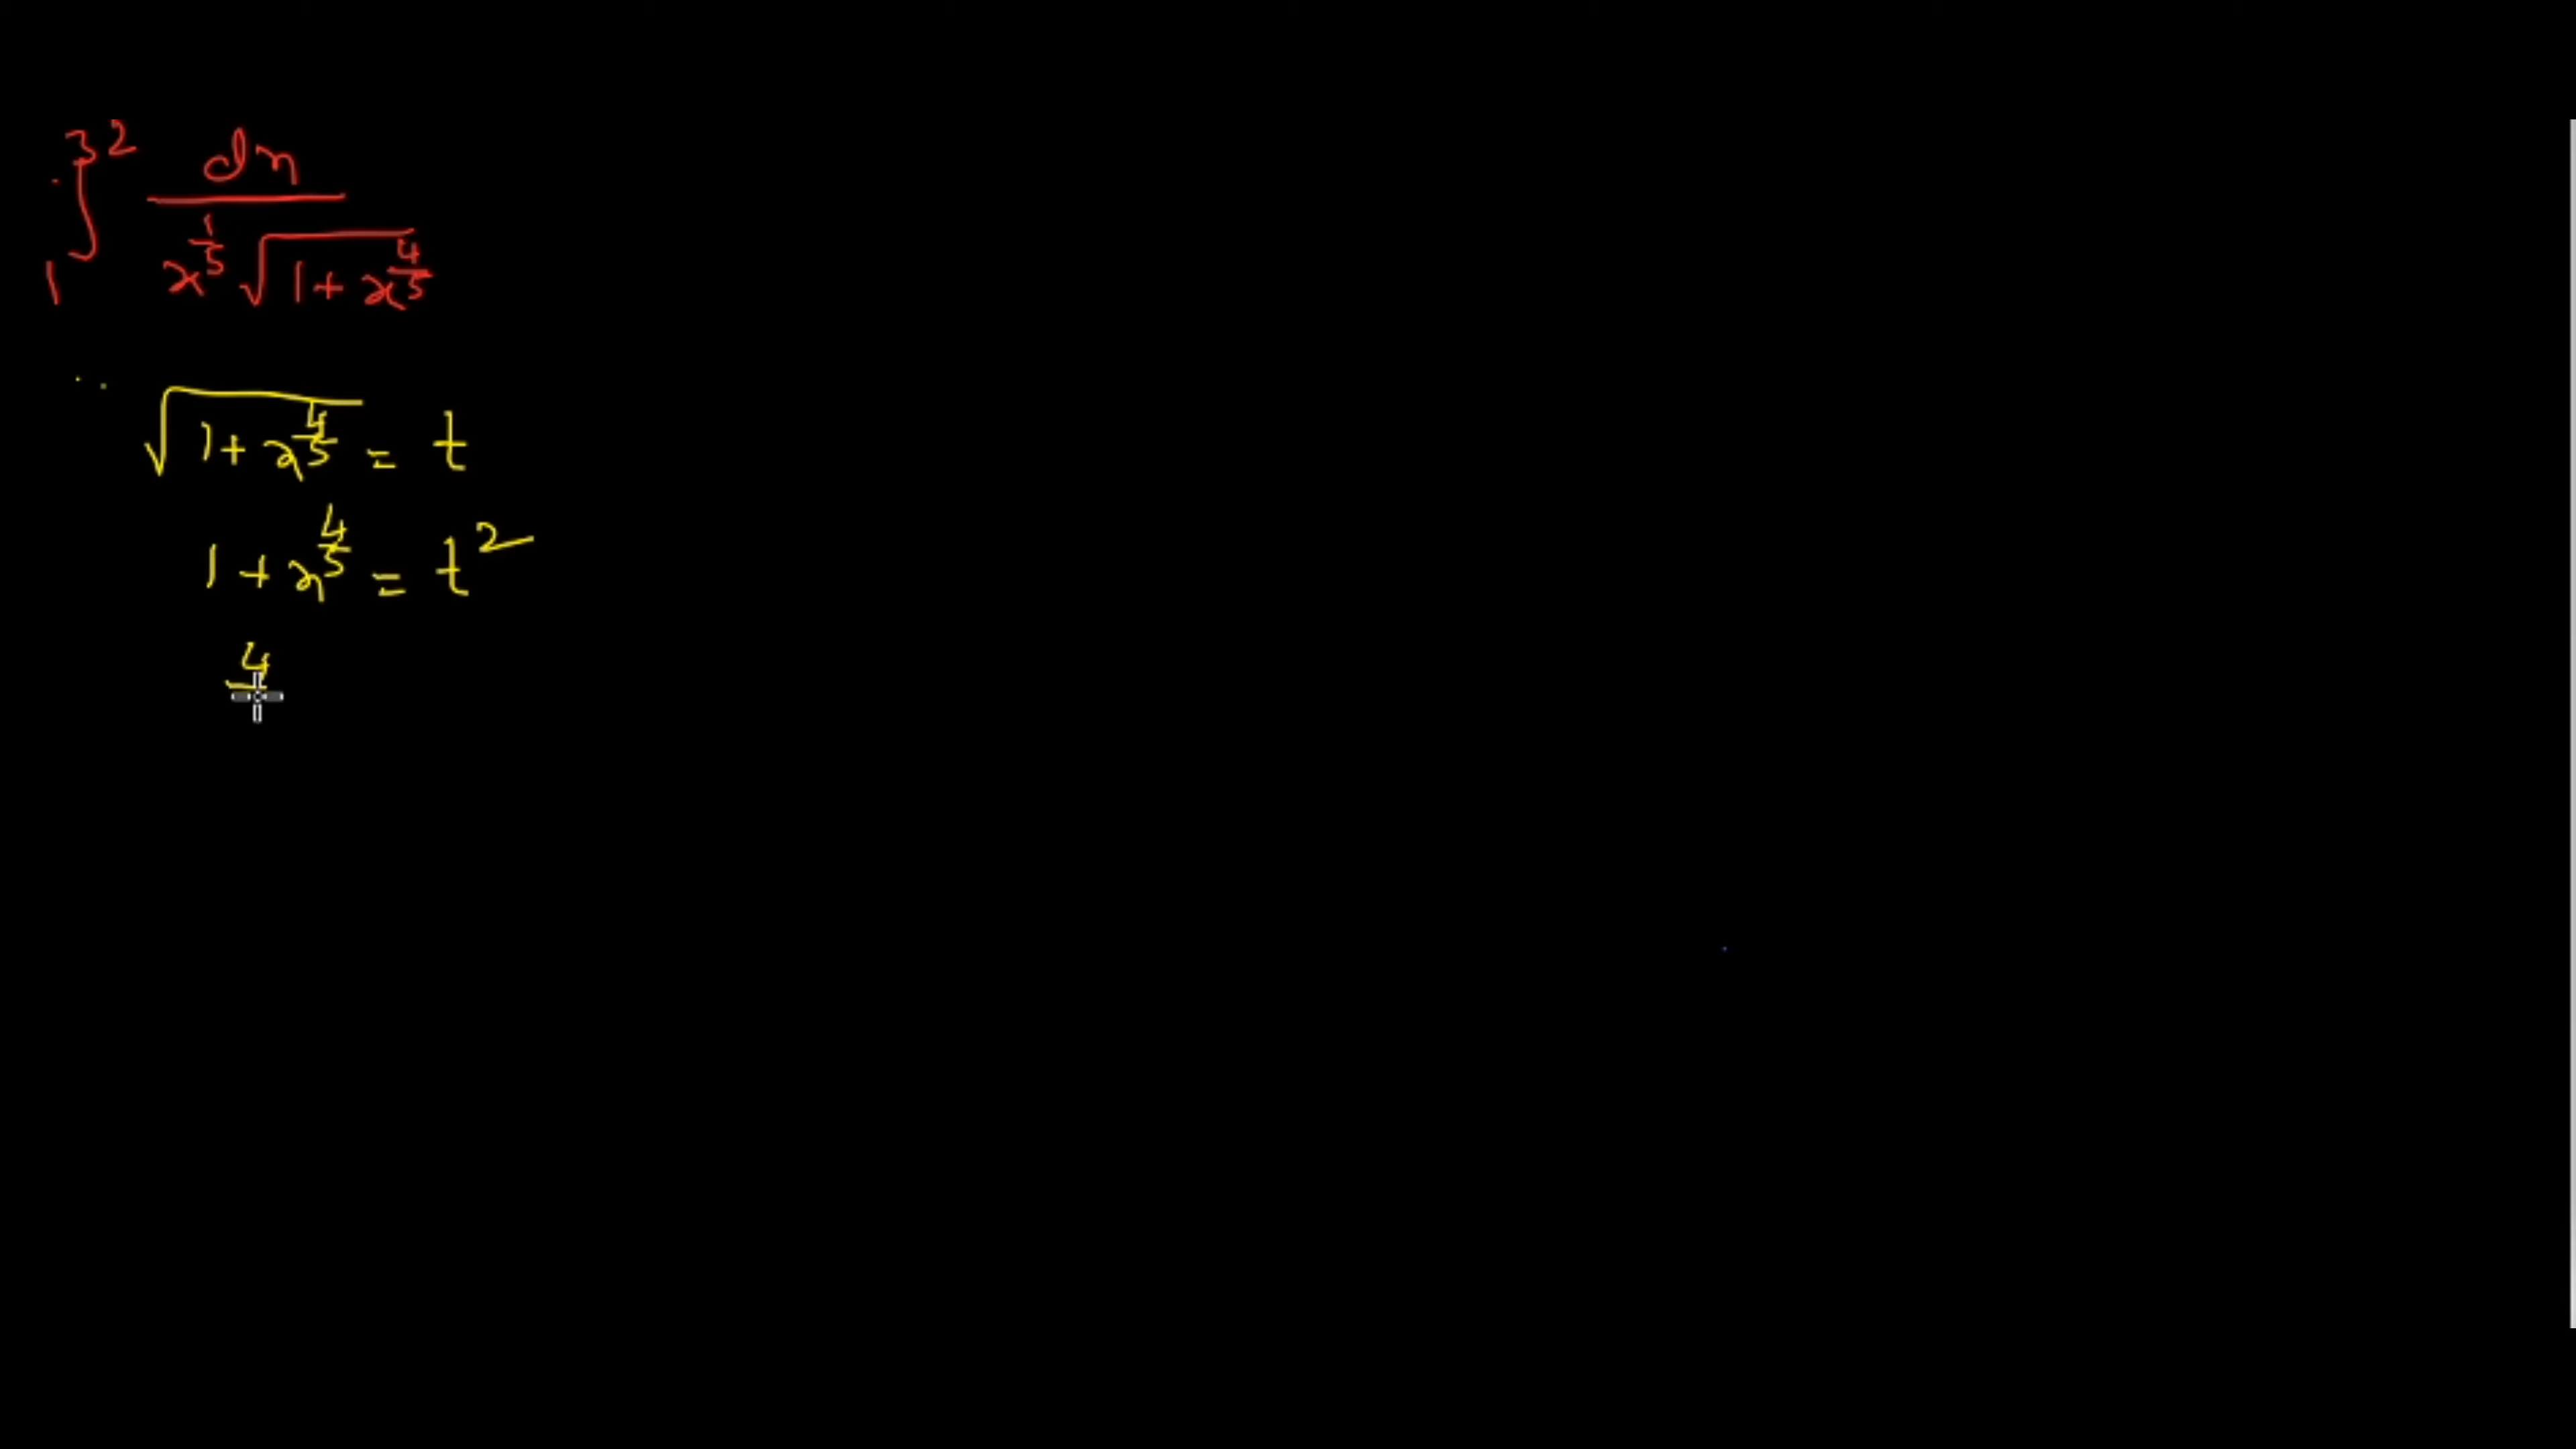 ∫₁³² dx / (x^(1/5) √(1+x^(4/5)))
√(1+x^(4/5)) = t
1+x^(4/5) = t²
4